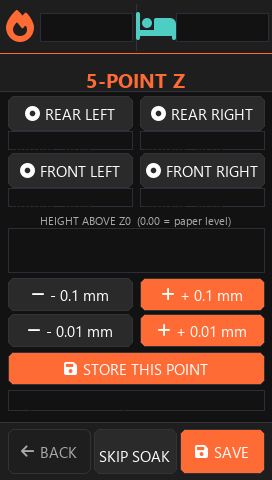 5-POINT Z
REAR LEFT
REAR RIGHT
FRONT LEFT
FRONT RIGHT
HEIGHT ABOVE Z0 (0.00 = paper level)
- 0.1 mm
+ 0.1 mm
- 0.01 mm
+ 0.01 mm
STORE THIS POINT
BACK
SKIP SOAK
SAVE